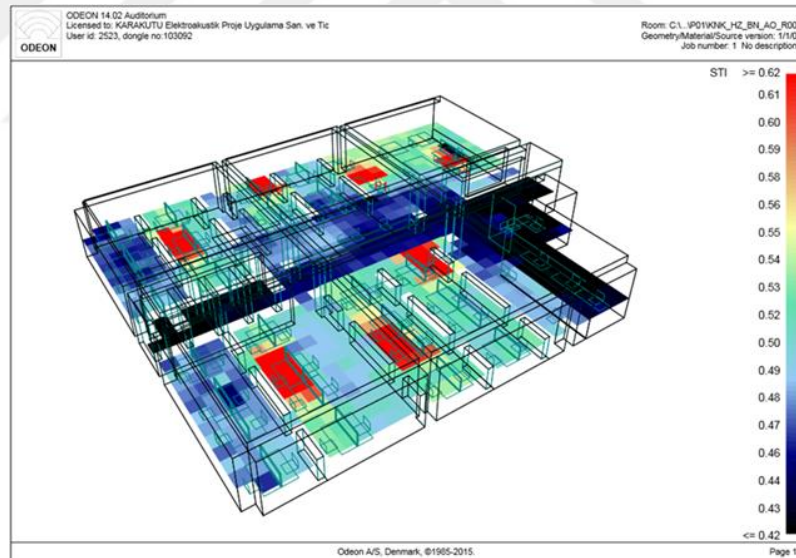 ODEON
ODEON 14.02 Auditorium
Licensed to: KARAKUTU Elektroakustik Proje Uygulama San. ve Tic
User id: 2523, dongle no:103092
Room: C:\...\P01\KNK_HZ_BN_AO_R00
Geometry/Material/Source version: 1/1/0
Job number: 1 No description
STI >= 0.62
0.61
0.60
0.59
0.58
0.56
0.55
0.54
0.53
0.52
0.50
0.49
0.48
0.47
0.46
0.44
0.43
<= 0.42
P1
Odeon A/S, Denmark, ©1985-2015.
Page 1